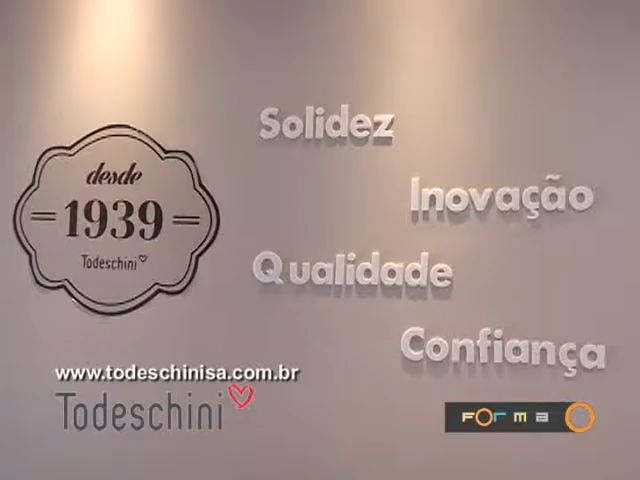 desde
1939
Todeschini
Solidez
Inovação
Qualidade
Confiança
www.todeschinisa.com.br
Todeschini
FOrma